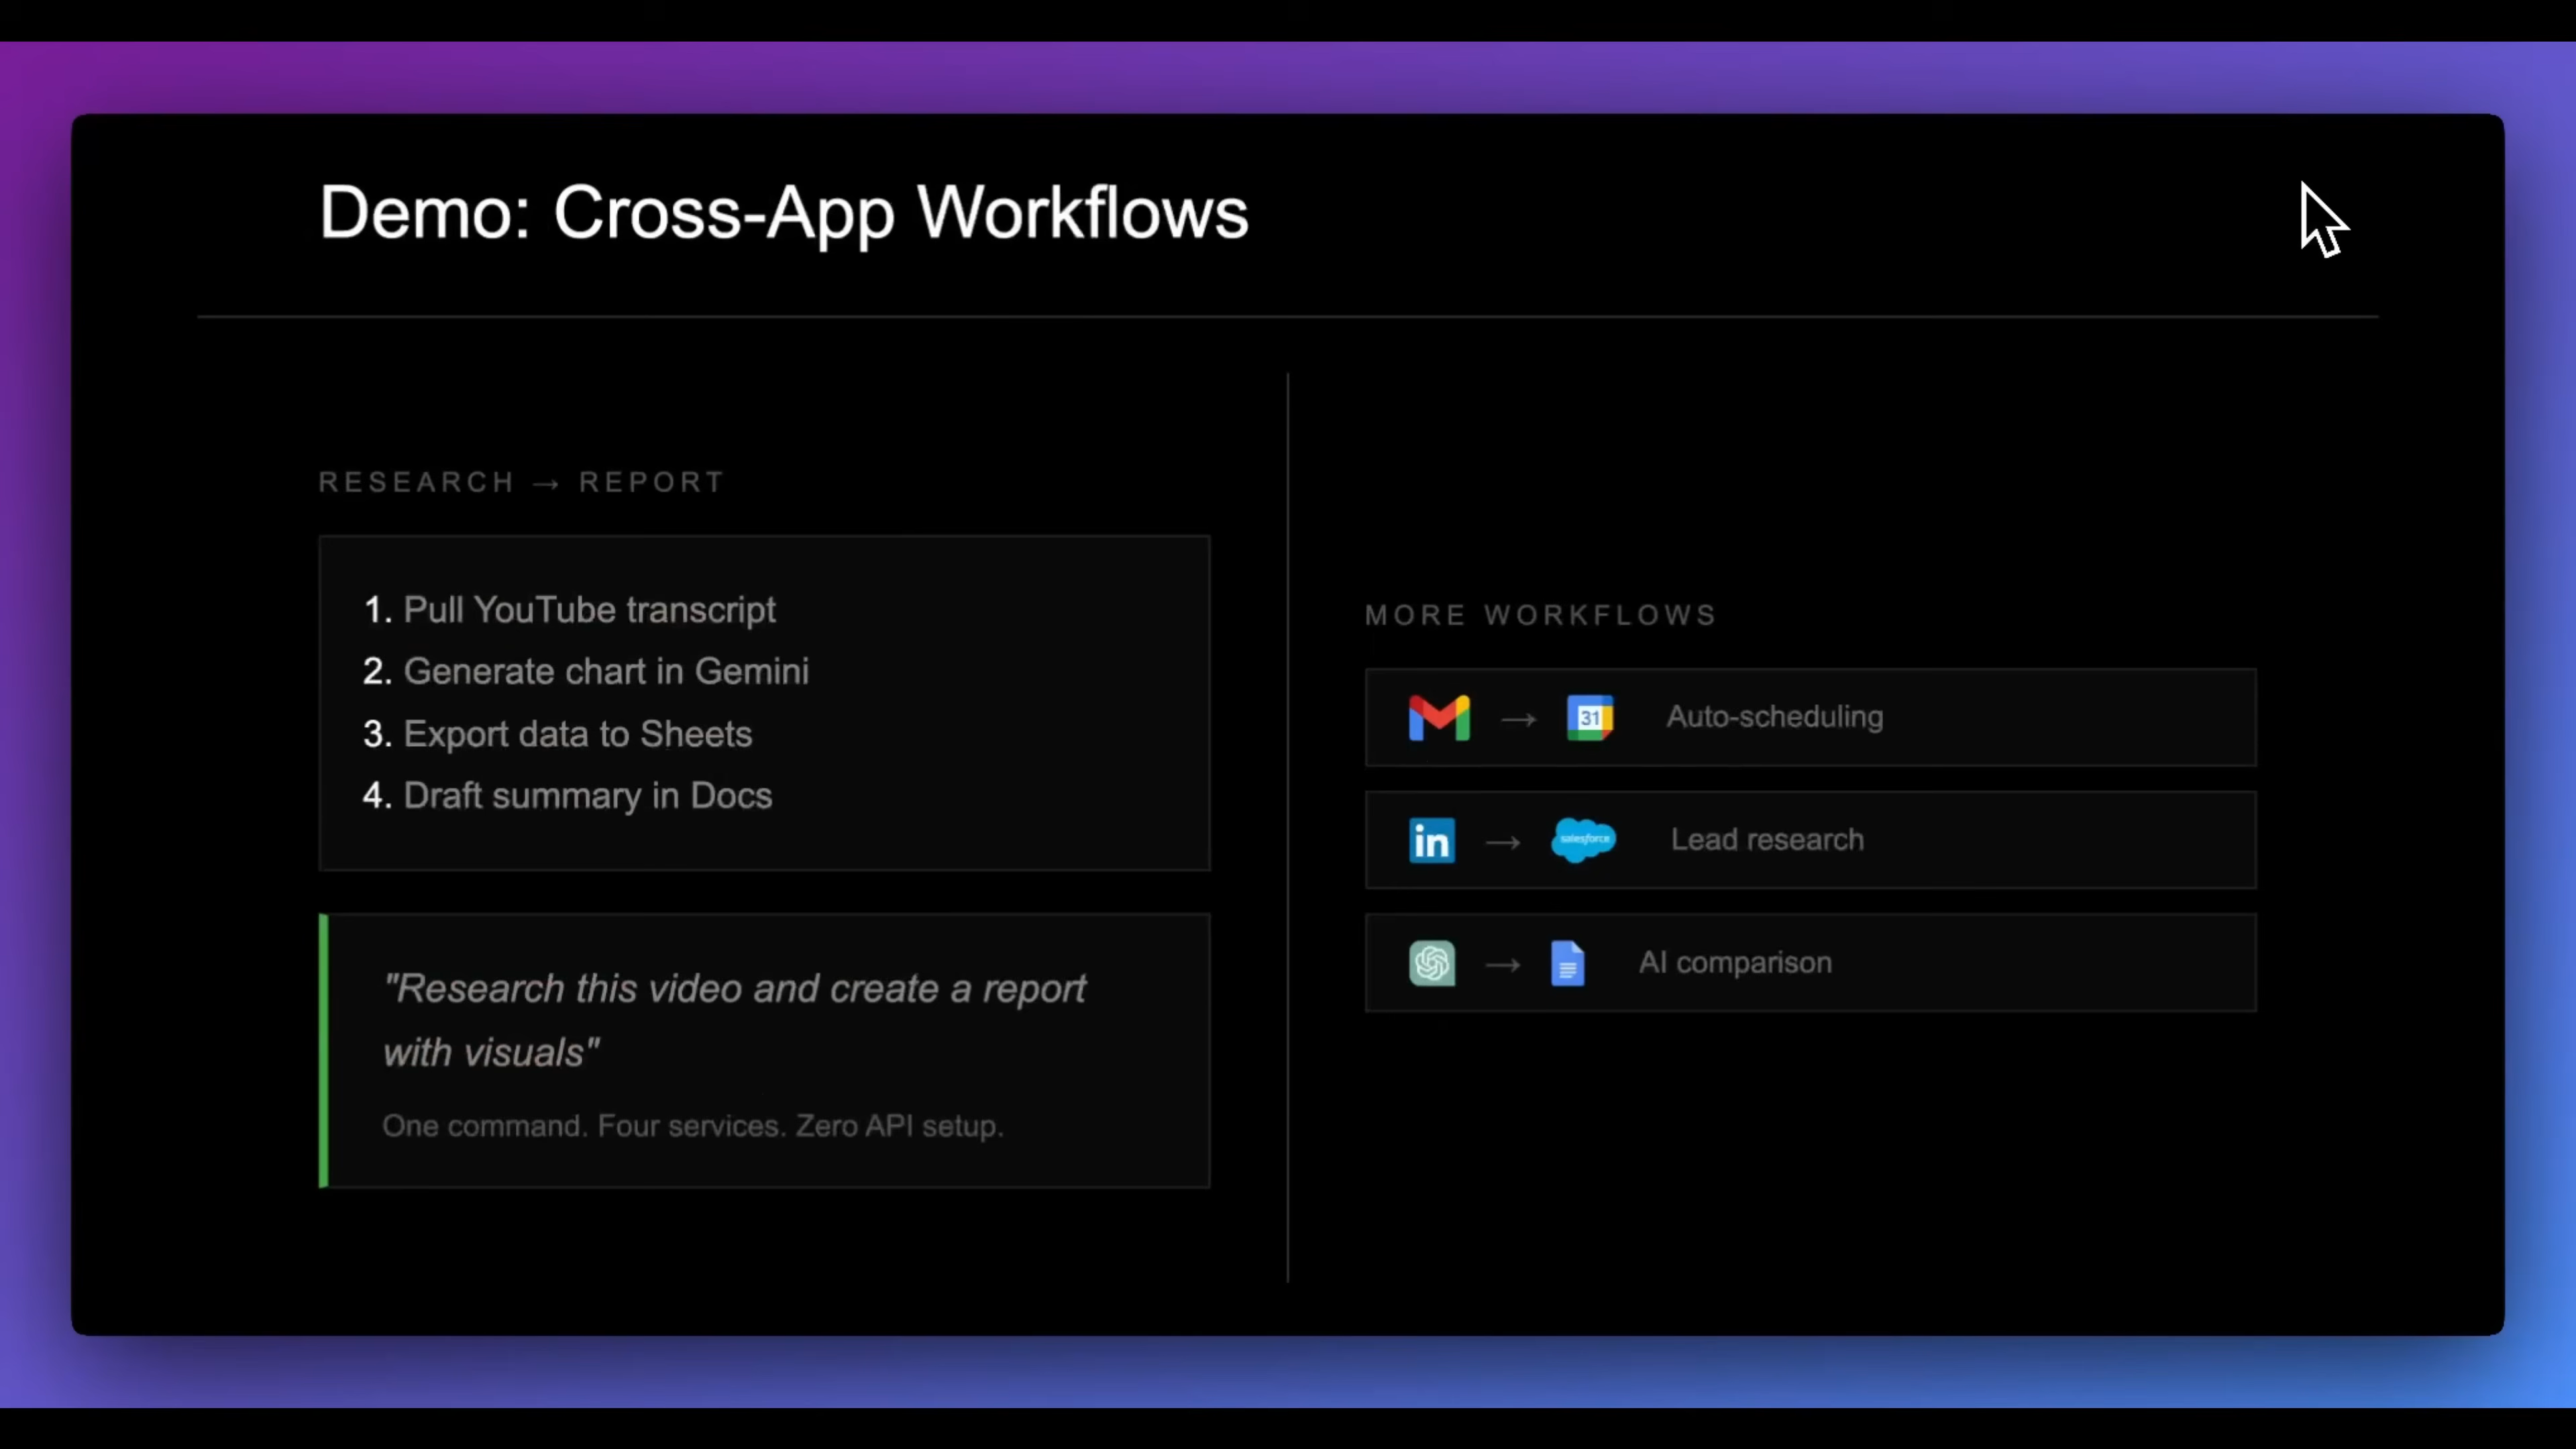 Demo: Cross-App Workflows
RESEARCH → REPORT
1. Pull YouTube transcript
2. Generate chart in Gemini
3. Export data to Sheets
4. Draft summary in Docs
"Research this video and create a report
with visuals"
One command. Four services. Zero API setup.
MORE WORKFLOWS
→ 31 Auto-scheduling
in → salesforce Lead research
→ AI comparison